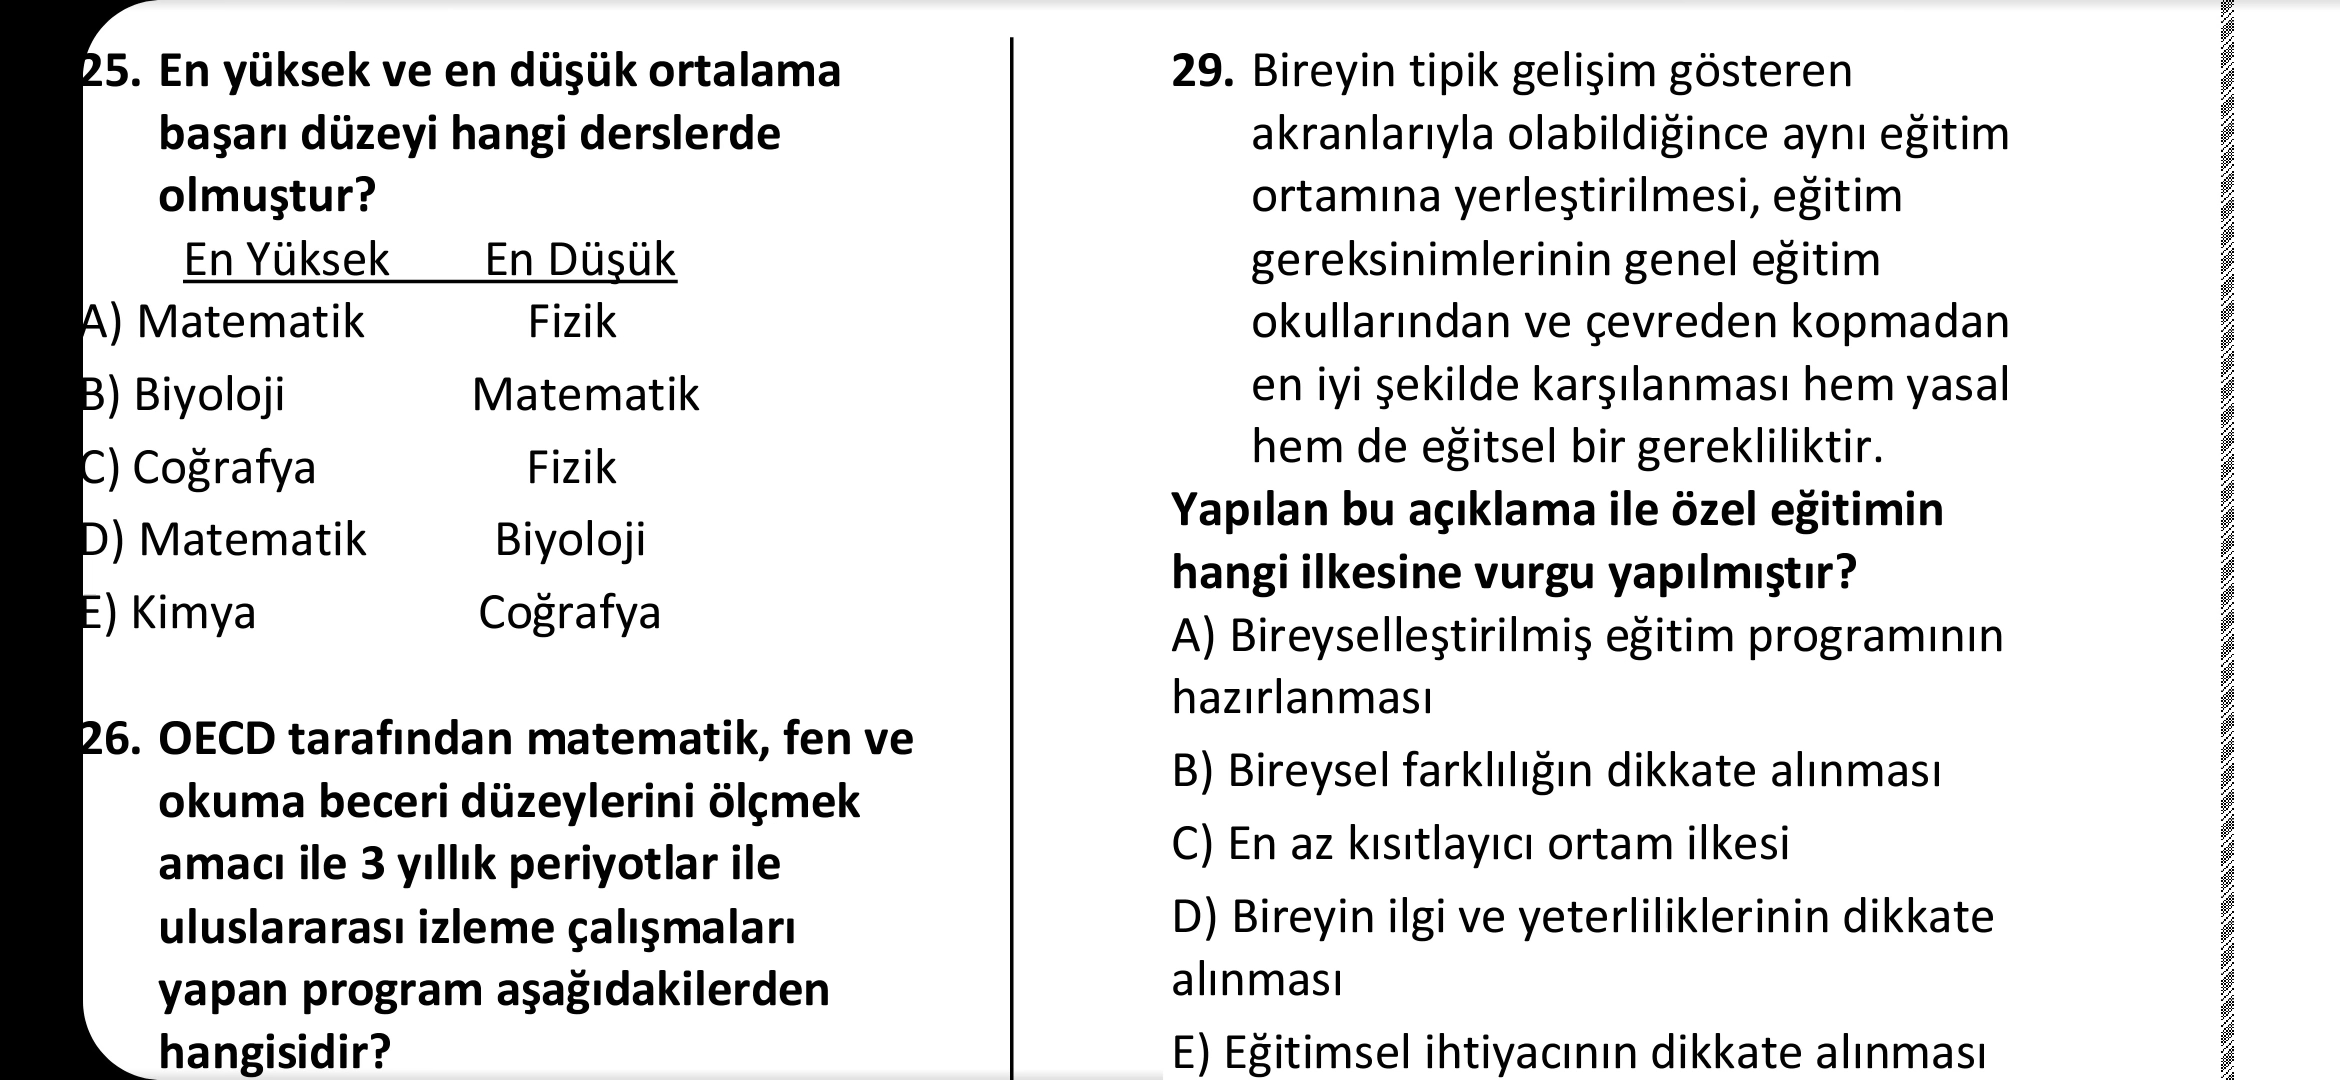 25. En yüksek ve en düşük ortalama
başarı düzeyi hangi derslerde
olmuştur?
En Yüksek En Düşük
A) Matematik Fizik
B) Biyoloji Matematik
C) Coğrafya Fizik
D) Matematik Biyoloji
E) Kimya Coğrafya
26. OECD tarafından matematik, fen ve
okuma beceri düzeylerini ölçmek
amacı ile 3 yıllık periyotlar ile
uluslararası izleme çalışmaları
yapan program aşağıdakilerden
hangisidir?
29. Bireyin tipik gelişim gösteren
akranlarıyla olabildiğince aynı eğitim
ortamına yerleştirilmesi, eğitim
gereksinimlerinin genel eğitim
okullarından ve çevreden kopmadan
en iyi şekilde karşılanması hem yasal
hem de eğitsel bir gerekliliktir.
Yapılan bu açıklama ile özel eğitimin
hangi ilkesine vurgu yapılmıştır?
A) Bireyselleştirilmiş eğitim programının
hazırlanması
B) Bireysel farklılığın dikkate alınması
C) En az kısıtlayıcı ortam ilkesi
D) Bireyin ilgi ve yeterliliklerinin dikkate
alınması
E) Eğitimsel ihtiyacının dikkate alınması